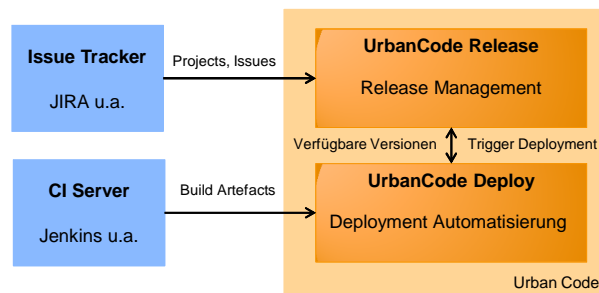 Issue Tracker
JIRA u.a.
Projects, Issues
UrbanCode Release
Release Management
Verfügbare Versionen
Trigger Deployment
CI Server
Jenkins u.a.
Build Artefacts
UrbanCode Deploy
Deployment Automatisierung
Urban Code